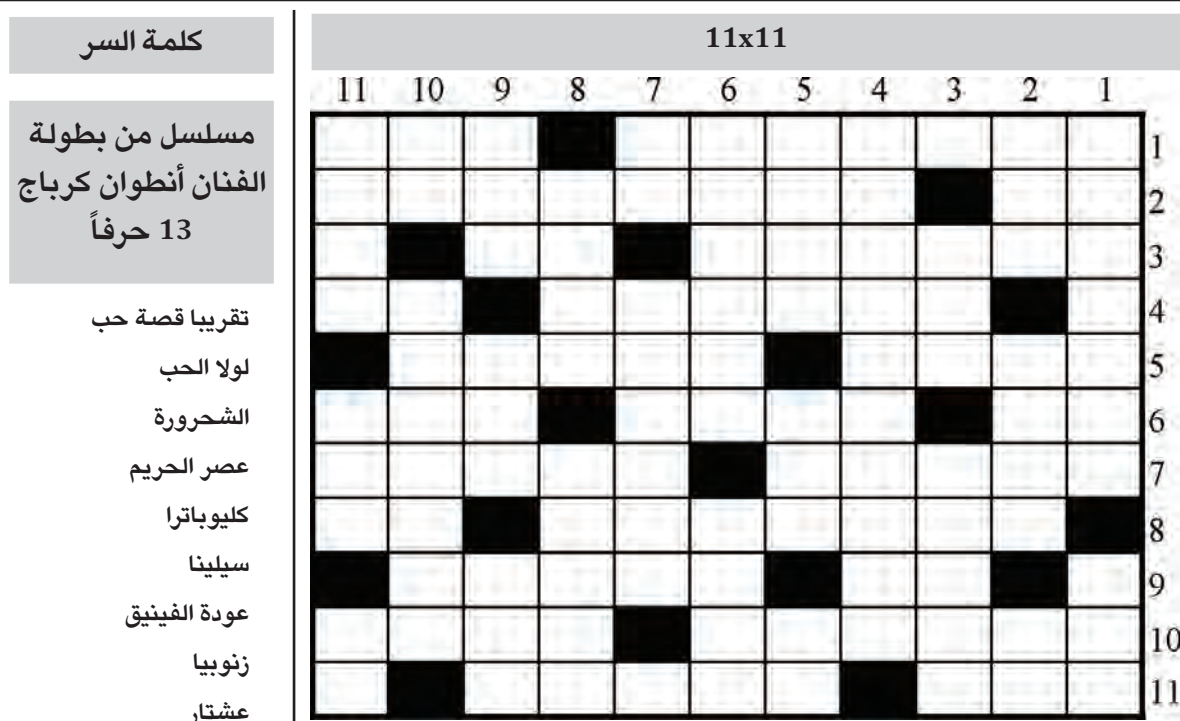 11x11
1 2 3 4 5 6 7 8 9 10 11
1
2
3
4
5
6
7
8
9
10
11
كلمة السر
مسلسل من بطولة
الفنان أنطوان كرباج
13 حرفاً
تقريبا قصة حب
لولا الحب
الشحرورة
عصر الحريم
كليوباترا
سيلينا
عودة الفينيق
زنوبيا
عشتار